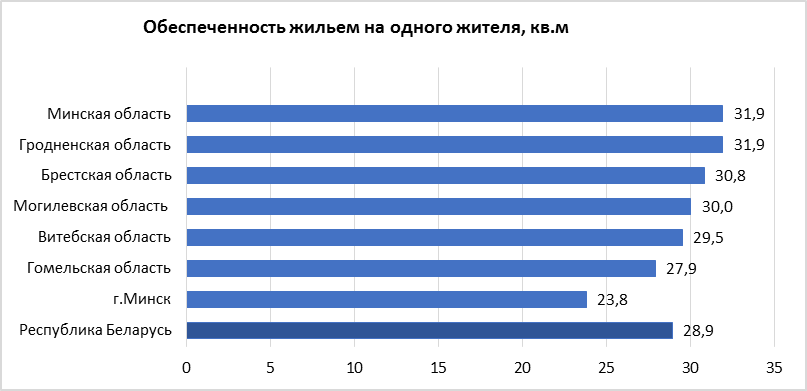 Обеспеченность жильем на одного жителя, кв.м
Минская область 31,9
Гродненская область 31,9
Брестская область 30,8
Могилевская область 30,0
Витебская область 29,5
Гомельская область 27,9
г.Минск 23,8
Республика Беларусь 28,9
0 5 10 15 20 25 30 35